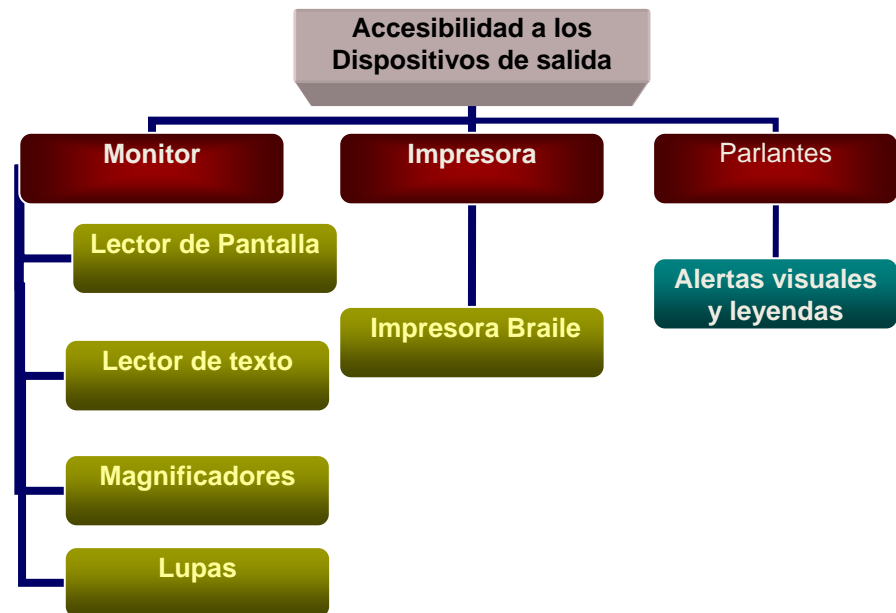 Accesibilidad a los
Dispositivos de salida
Monitor
Impresora
Parlantes
Lector de Pantalla
Alertas visuales
y leyendas
Impresora Braile
Lector de texto
Magnificadores
Lupas